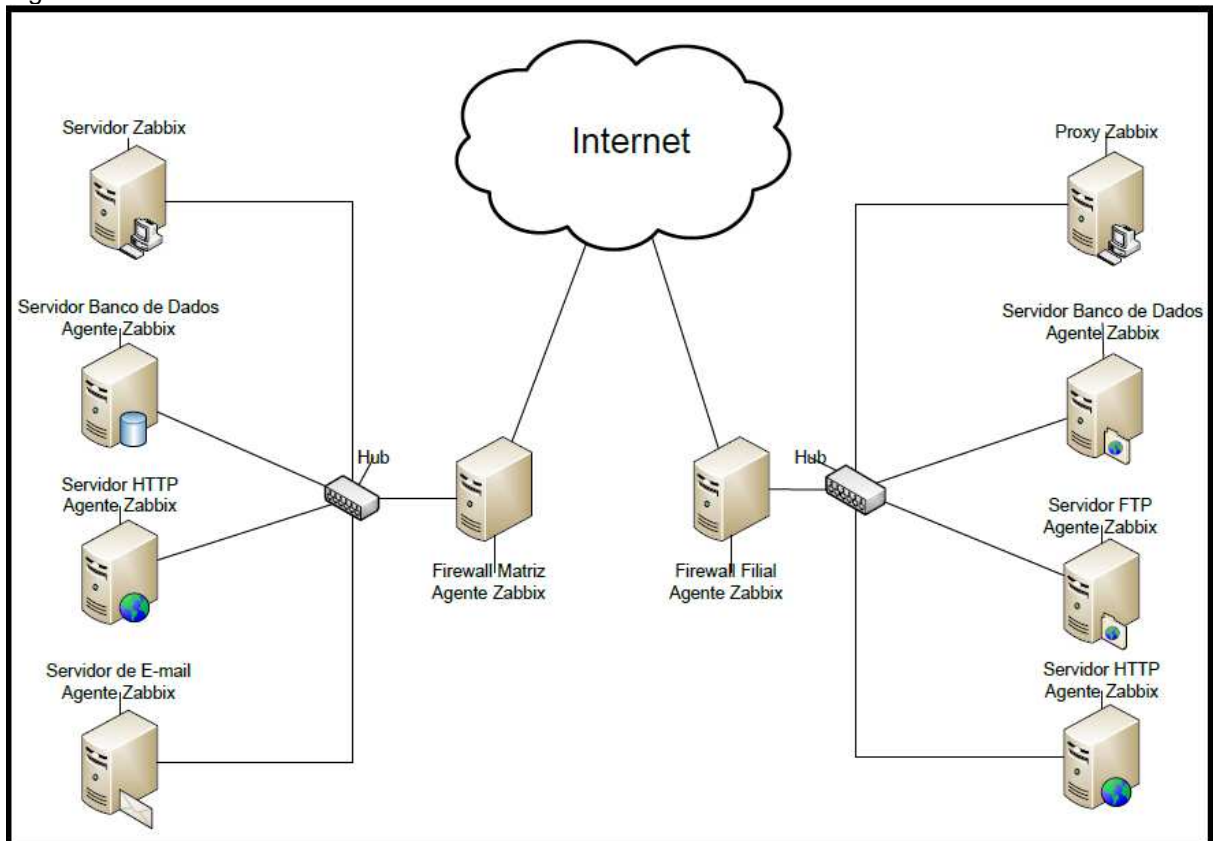 Internet
Servidor Zabbix
Servidor Banco de Dados
Agente Zabbix
Servidor HTTP
Agente Zabbix
Servidor de E-mail
Agente Zabbix
Hub
Firewall Matriz
Agente Zabbix
Firewall Filial
Agente Zabbix
Hub
Proxy Zabbix
Servidor Banco de Dados
Agente Zabbix
Servidor FTP
Agente Zabbix
Servidor HTTP
Agente Zabbix